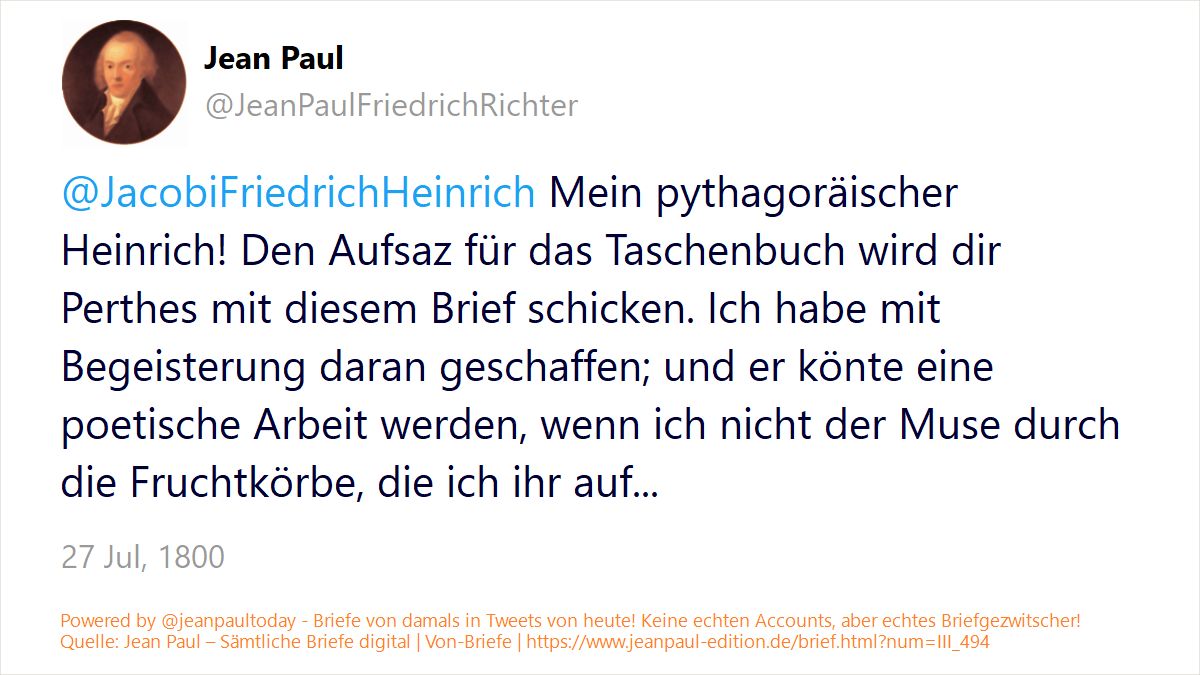 Jean Paul
@JeanPaulFriedrichRichter
@JacobiFriedrichHeinrich Mein pythagoräischer
Heinrich! Den Aufsaz für das Taschenbuch wird dir
Perthes mit diesem Brief schicken. Ich habe mit
Begeisterung daran geschaffen; und er könte eine
poetische Arbeit werden, wenn ich nicht der Muse durch
die Fruchtkörbe, die ich ihr auf...
27 Jul, 1800
Powered by @jeanpaultoday - Briefe von damals in Tweets von heute! Keine echten Accounts, aber echtes Briefgezwitscher!
Quelle: Jean Paul – Sämtliche Briefe digital | Von-Briefe | https://www.jeanpaul-edition.de/brief.html?num=III_494